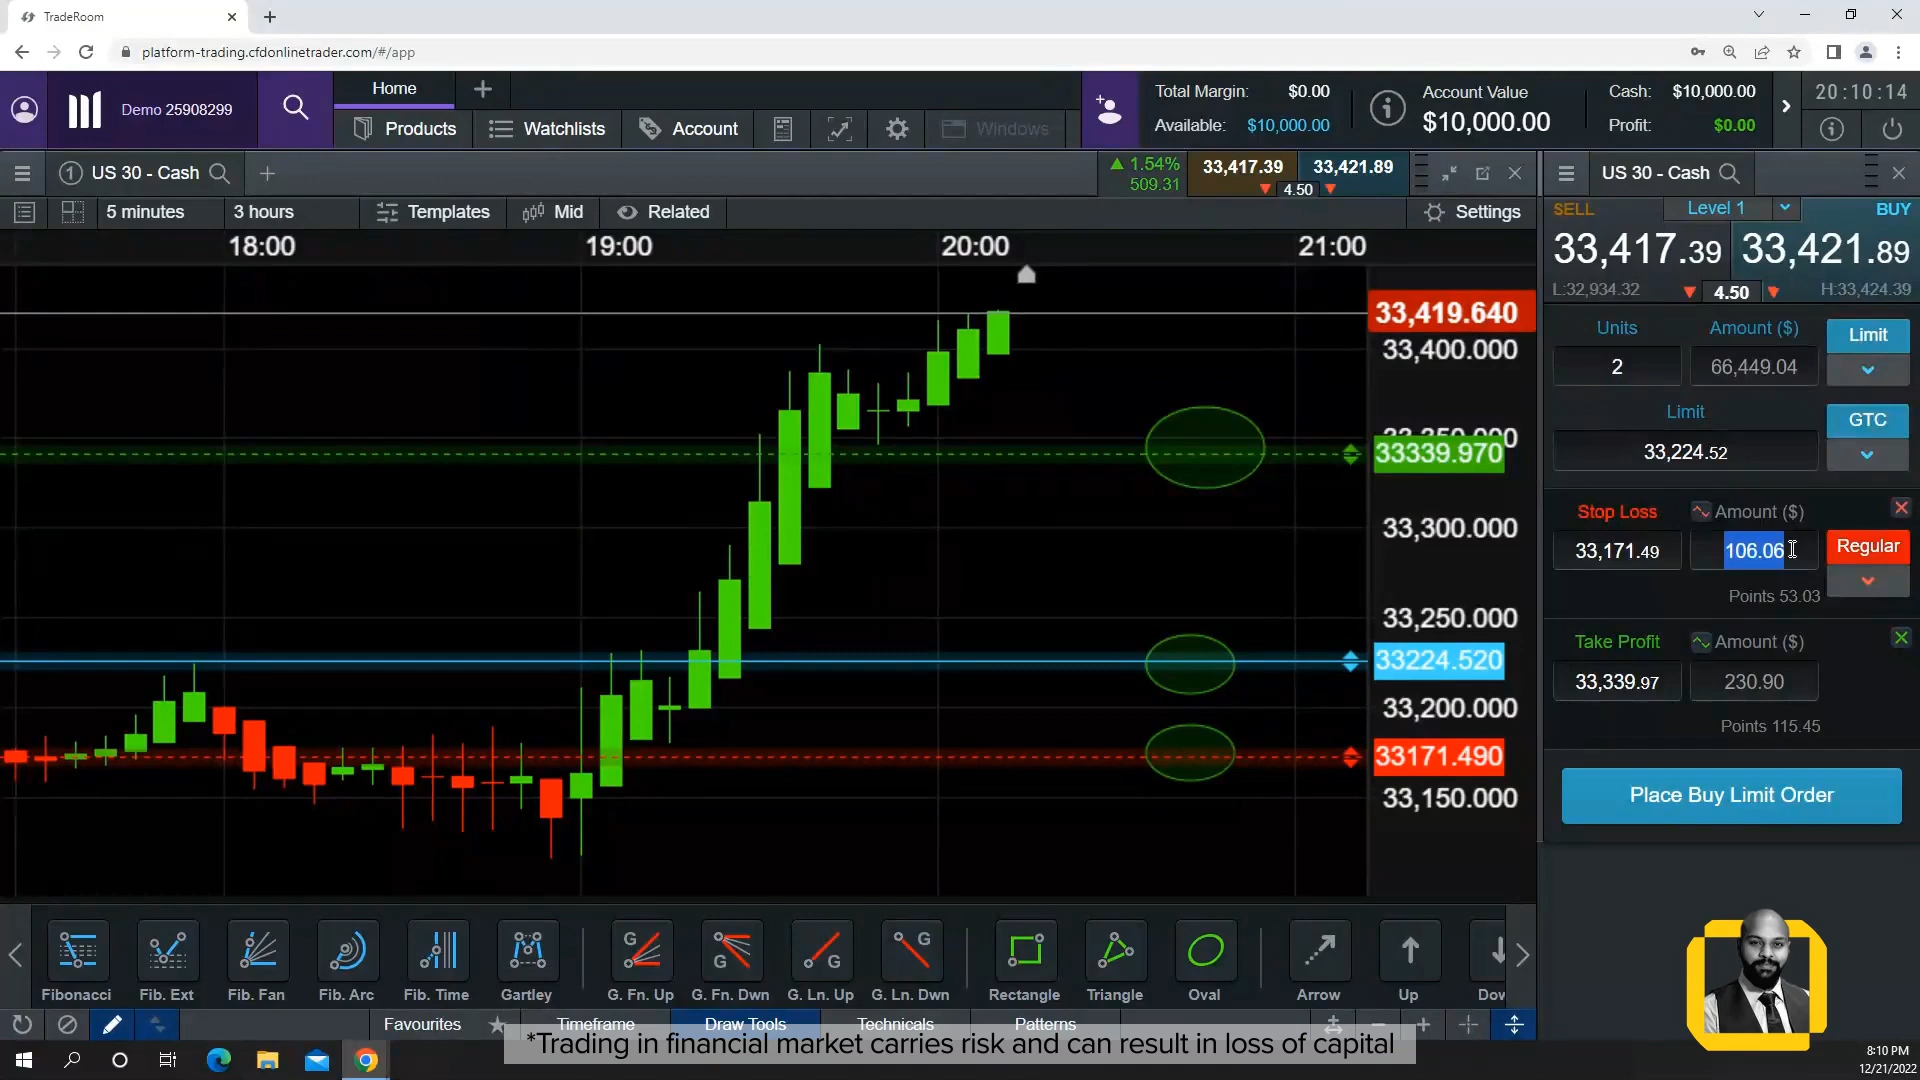 TradeRoom
platform-trading.cfdonlinetrader.com/#/app
Demo 25908299
Home
Products
Watchlists
Account
Windows
Total Margin: $0.00
Available: $10,000.00
Account Value
$10,000.00
Cash: $10,000.00
Profit: $0.00
20:10:14
1 US 30 - Cash
1.54%
509.31
33,417.39
33,421.89
4.50
US 30 - Cash
5 minutes
3 hours
Templates
Mid
Related
Settings
18:00 19:00 20:00 21:00
33,419.640
33,400.000
33339.970
33,300.000
33,250.000
33224.520
33,200.000
33171.490
33,150.000
SELL
Level 1
BUY
33,417.39
33,421.89
L:32,934.32
4.50
H:33,424.39
Units
Amount ($)
Limit
2
66,449.04
Limit
GTC
33,224.52
Stop Loss
Amount ($)
33,171.49
106.06
Regular
Points 53.03
Take Profit
Amount ($)
33,339.97
230.90
Points 115.45
Place Buy Limit Order
G G G G
Fibonacci
Fib. Ext
Fib. Fan
Fib. Arc
Fib. Time
Gartley
G. Fn. Up
G. Fn. Dwn
G. Ln. Up
G. Ln. Dwn
Rectangle
Triangle
Oval
Arrow
Up
Dov
Favourites
Timeframe
Draw Tools
Technicals
Patterns
*Trading in financial market carries risk and can result in loss of capital
8:10 PM
12/21/2022